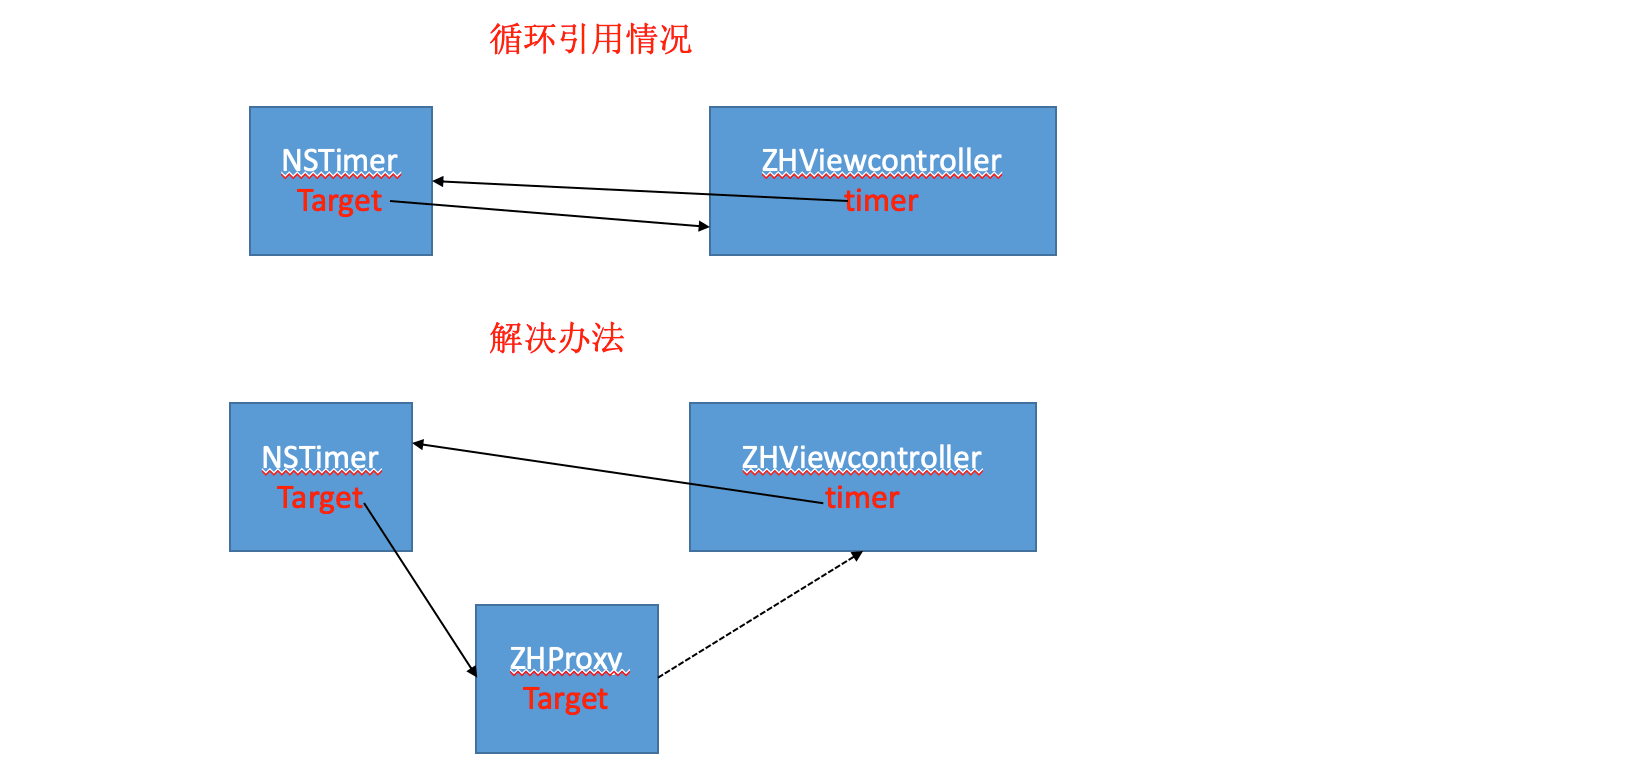 循环引用情况
NSTimer
Target
ZHViewcontroller
timer
解决办法
NSTimer
Target
ZHViewcontroller
timer
ZHProxy
Target